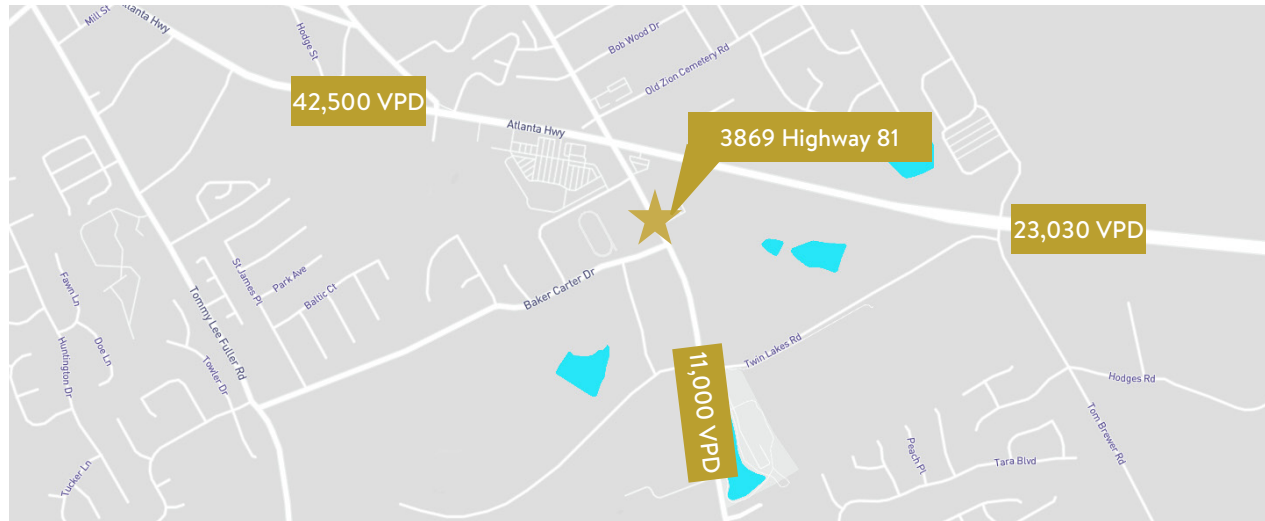 Mill St
tlanta Hwy
Hodge St
Bob Wood Dr
Old Zion Cemetery Rd
42,500 VPD
Atlanta Hwy
3869 Highway 81
23,030 VPD
St James Pl
Park Ave
Baltic Ct
Fawn Ln
Tommy Lee Fuller Rd
Baker Carter Dr
Doe Ln
Huntington Dr
Towler Dr
Twin Lakes Rd
11,000 VPD
Hodges Rd
Tom Brewer Rd
Peach Pl
Tara Blvd
Tucker Ln